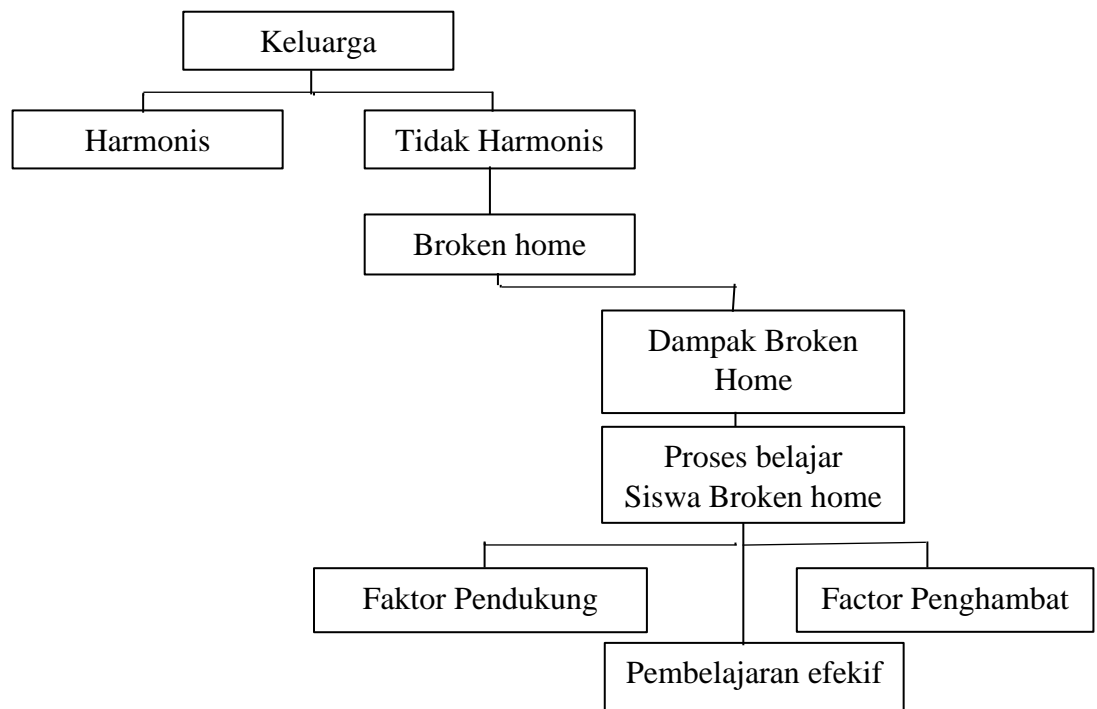 Keluarga
Harmonis
Tidak Harmonis
Broken home
Dampak Broken
Home
Proses belajar
Siswa Broken home
Faktor Pendukung
Factor Penghambat
Pembelajaran efekif